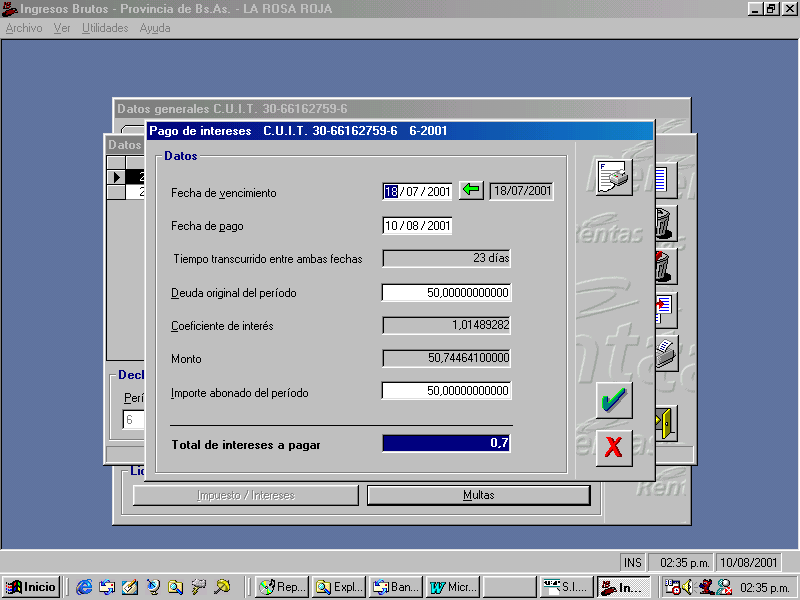 Ingresos Brutos - Provincia de Bs.As. - LA ROSA ROJA
Archivo Ver Utilidades Ayuda
Datos generales C.U.I.T. 30-66162759-6
Datos
Pago de intereses C.U.I.T. 30-66162759-6 6-2001
Datos
Fecha de vencimiento 18/07/2001 18/07/2001
Fecha de pago 10/08/2001
Tiempo transcurrido entre ambas fechas 23 días
Deuda original del período 50,00000000000
Coeficiente de interés 1,01489282
Monto 50,74464100000
Importe abonado del período 50,00000000000
Total de intereses a pagar 0,7
2
2
Decl
Perí
6
Rentas
Rentas
Impuesto / Intereses Multas
INS 02:35 p.m. 10/08/2001
Inicio Rep... Expl... Ban... Micr... S.I.... In... 02:35 p.m.